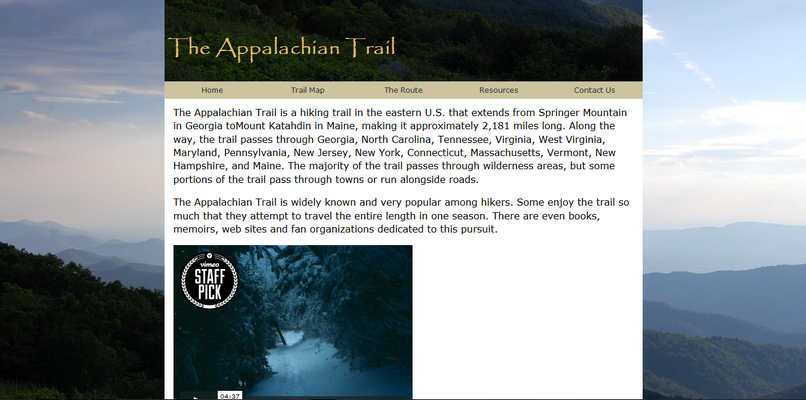 The Appalachian Trail
Home Trail Map The Route Resources Contact Us
The Appalachian Trail is a hiking trail in the eastern U.S. that extends from Springer Mountain
in Georgia toMount Katahdin in Maine, making it approximately 2,181 miles long. Along the
way, the trail passes through Georgia, North Carolina, Tennessee, Virginia, West Virginia,
Maryland, Pennsylvania, New Jersey, New York, Connecticut, Massachusetts, Vermont, New
Hampshire, and Maine. The majority of the trail passes through wilderness areas, but some
portions of the trail pass through towns or run alongside roads.
The Appalachian Trail is widely known and very popular among hikers. Some enjoy the trail so
much that they attempt to travel the entire length in one season. There are even books,
memoirs, web sites and fan organizations dedicated to this pursuit.
vimeo
STAFF
PICK
04:37